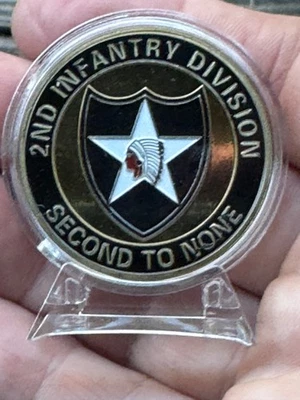 2ND INFANTRY DIVISION
SECOND TO NONE